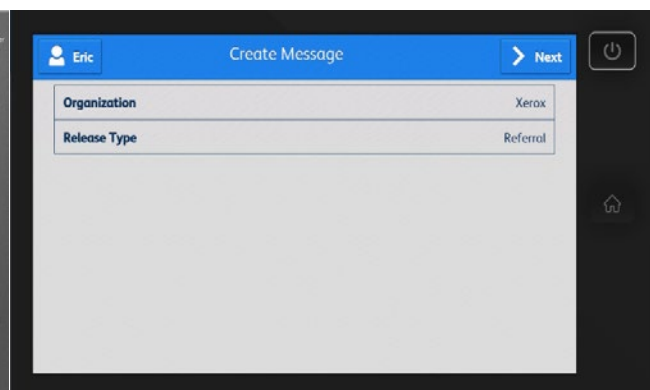 Eric Create Message Next
Organization Xerox
Release Type Referral